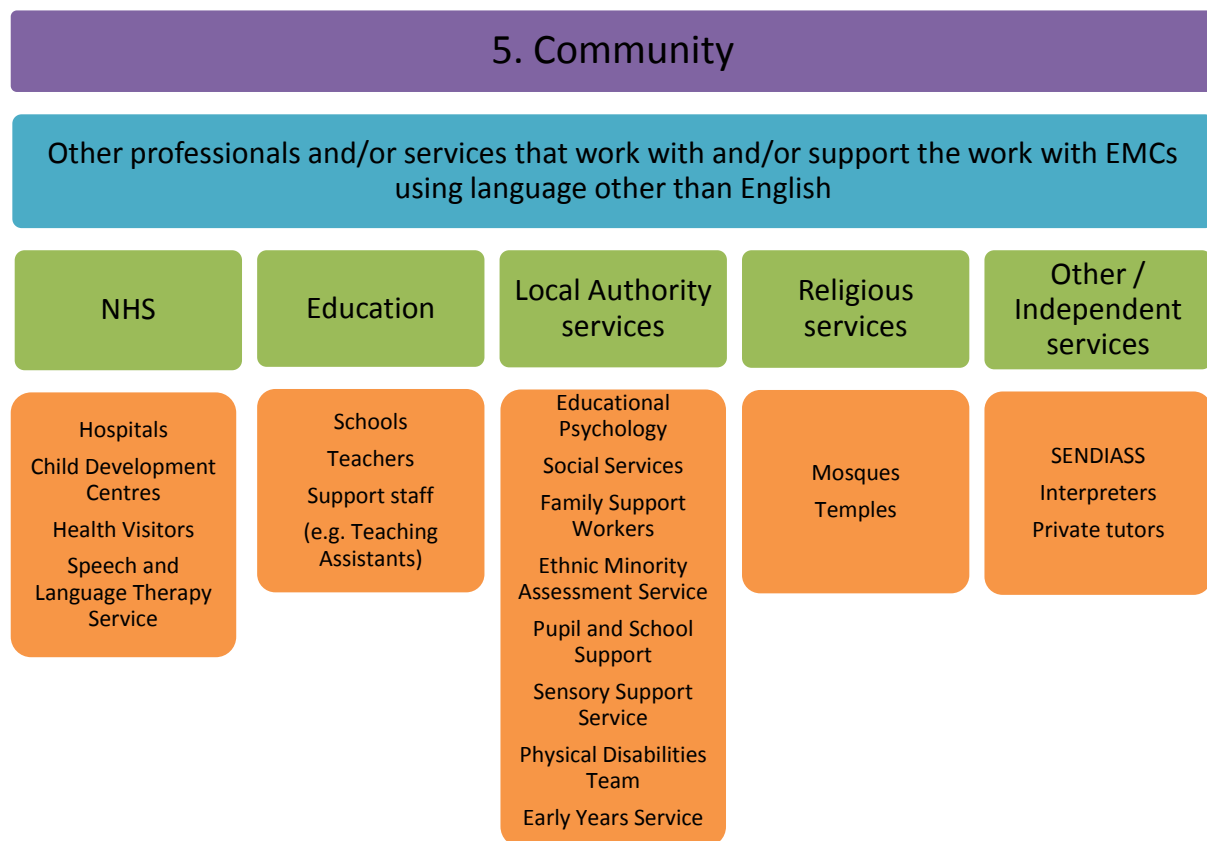 5. Community
Other professionals and/or services that work with and/or support the work with EMCs
using language other than English
NHS
Hospitals
Child Development
Centres
Health Visitors
Speech and
Language Therapy
Service
Education
Schools
Teachers
Support staff
(e.g. Teaching
Assistants)
Local Authority
services
Educational
Psychology
Social Services
Family Support
Workers
Ethnic Minority
Assessment Service
Pupil and School
Support
Sensory Support
Service
Physical Disabilities
Team
Early Years Service
Religious
services
Mosques
Temples
Other /
Independent
services
SENDIASS
Interpreters
Private tutors